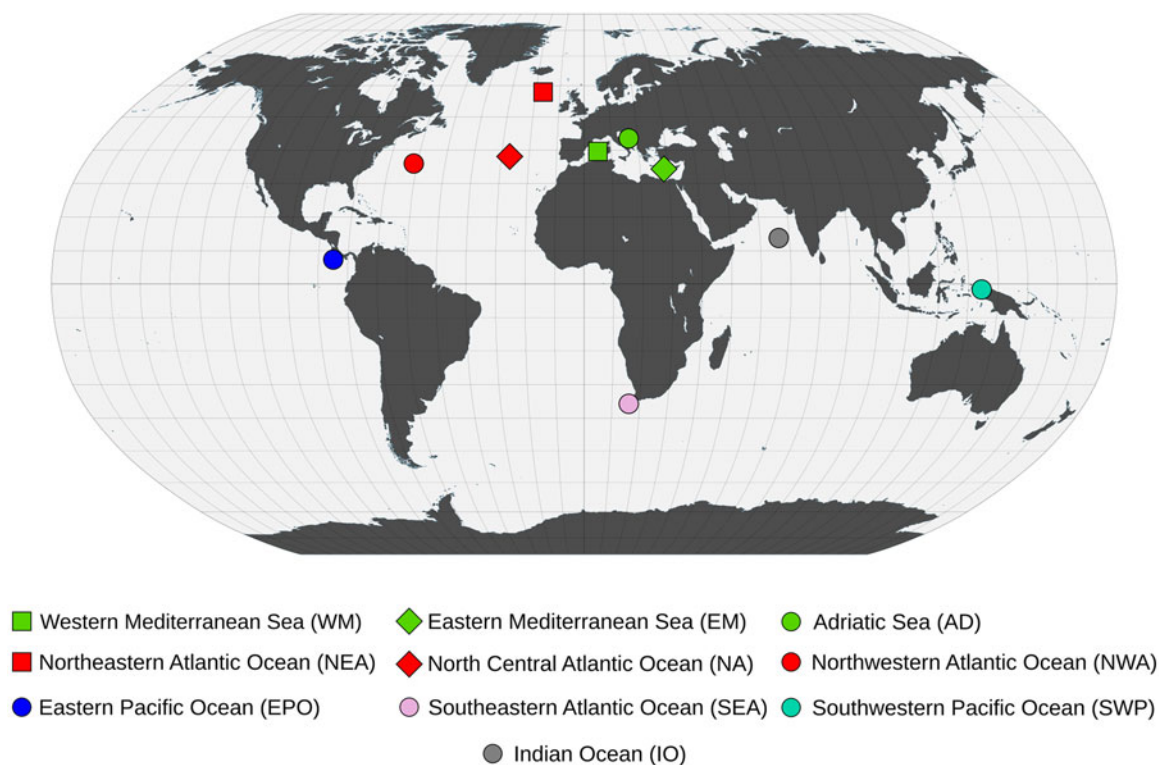 Western Mediterranean Sea (WM) Eastern Mediterranean Sea (EM) Adriatic Sea (AD)
Northeastern Atlantic Ocean (NEA) North Central Atlantic Ocean (NA) Northwestern Atlantic Ocean (NWA)
Eastern Pacific Ocean (EPO) Southeastern Atlantic Ocean (SEA) Southwestern Pacific Ocean (SWP)
Indian Ocean (IO)